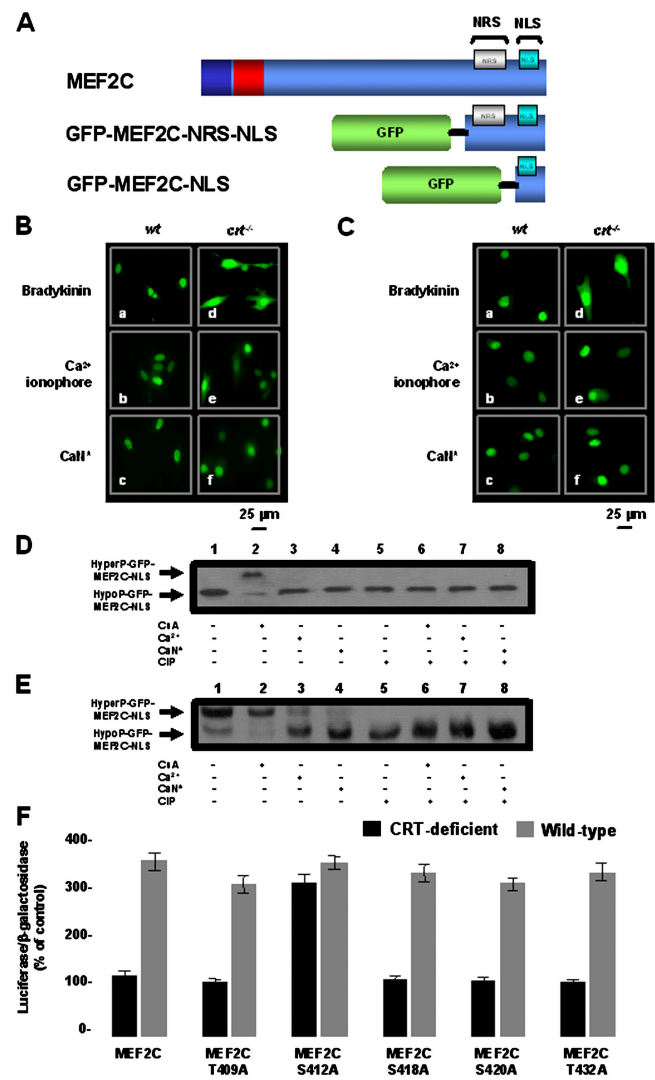 A
NRS NLS
NRS NLS
MEF2C
NRS NLS
GFP-MEF2C-NRS-NLS GFP
NLS
GFP-MEF2C-NLS GFP
B wt crt-/- C wt crt-/-
Bradykinin a d Bradykinin a d
Ca2+ ionophore b e Ca2+ ionophore b e
CaN* c f CaN* c f
25 µm 25 µm
D 1 2 3 4 5 6 7 8
HyperP-GFP-
MEF2C-NLS
HypoP-GFP-
MEF2C-NLS
CsA - + - - - + - -
Ca2+ - - + - - - + -
CaN* - - - + - - - +
CIP - - - - + + + +
E 1 2 3 4 5 6 7 8
HyperP-GFP-
MEF2C-NLS
HypoP-GFP-
MEF2C-NLS
CsA - + - - - + - -
Ca2+ - - + - - - + -
CaN* - - - + - - - +
CIP - - - - + + + +
F
CRT-deficient Wild-type
Luciferase/β-galactosidase
(% of control)
400-
300-
200-
100-
0-
MEF2C MEF2C MEF2C MEF2C MEF2C MEF2C
T409A S412A S418A S420A T432A